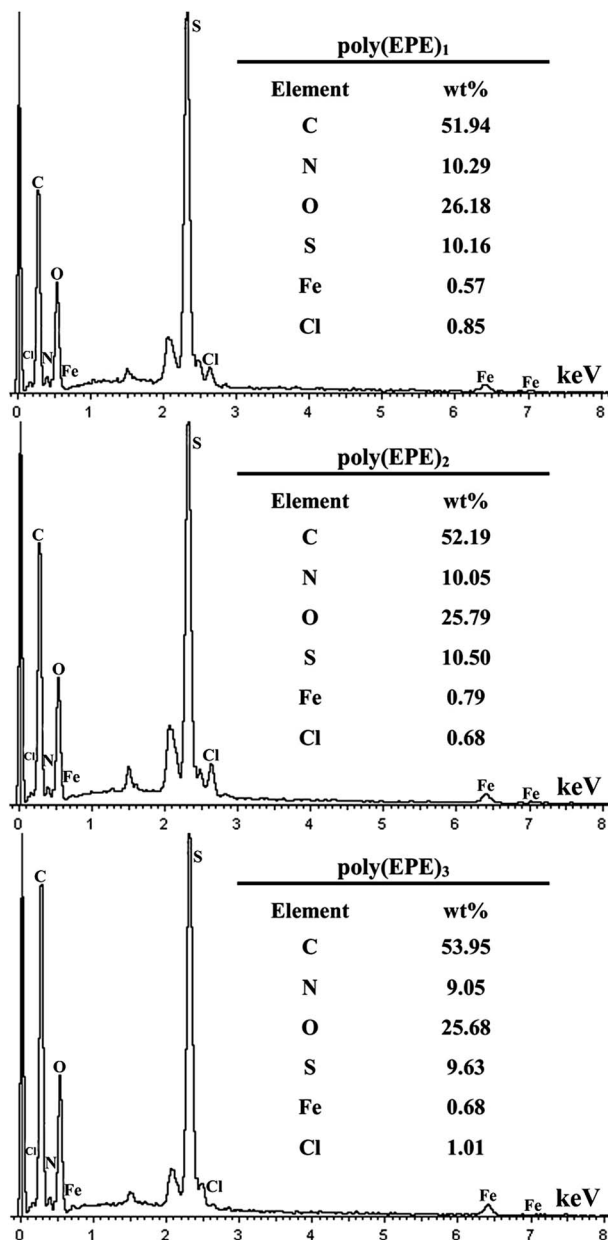 S
poly(EPE)₁
Element wt%
C 51.94
N 10.29
O 26.18
S 10.16
Fe 0.57
Cl 0.85
C
O
Cl N Fe Cl Fe Fe keV
0 1 2 3 4 5 6 7 8
S
poly(EPE)₂
Element wt%
C 52.19
N 10.05
O 25.79
S 10.50
Fe 0.79
Cl 0.68
C
O
Cl N Fe Cl Fe Fe keV
0 1 2 3 4 5 6 7 8
S
poly(EPE)₃
Element wt%
C 53.95
N 9.05
O 25.68
S 9.63
Fe 0.68
Cl 1.01
C
O
Cl N Fe Cl Fe Fe keV
0 1 2 3 4 5 6 7 8